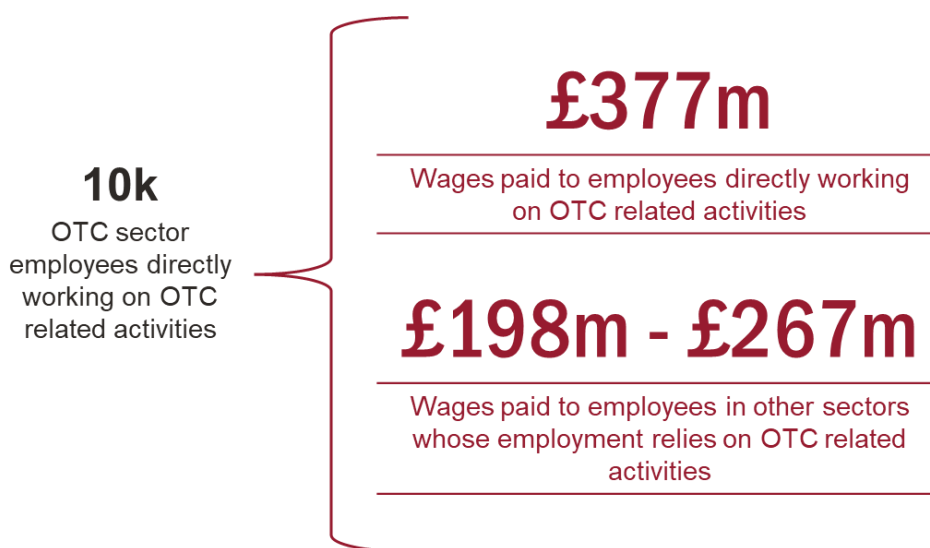 10k
OTC sector
employees directly
working on OTC
related activities
£377m
Wages paid to employees directly working
on OTC related activities
£198m - £267m
Wages paid to employees in other sectors
whose employment relies on OTC related
activities